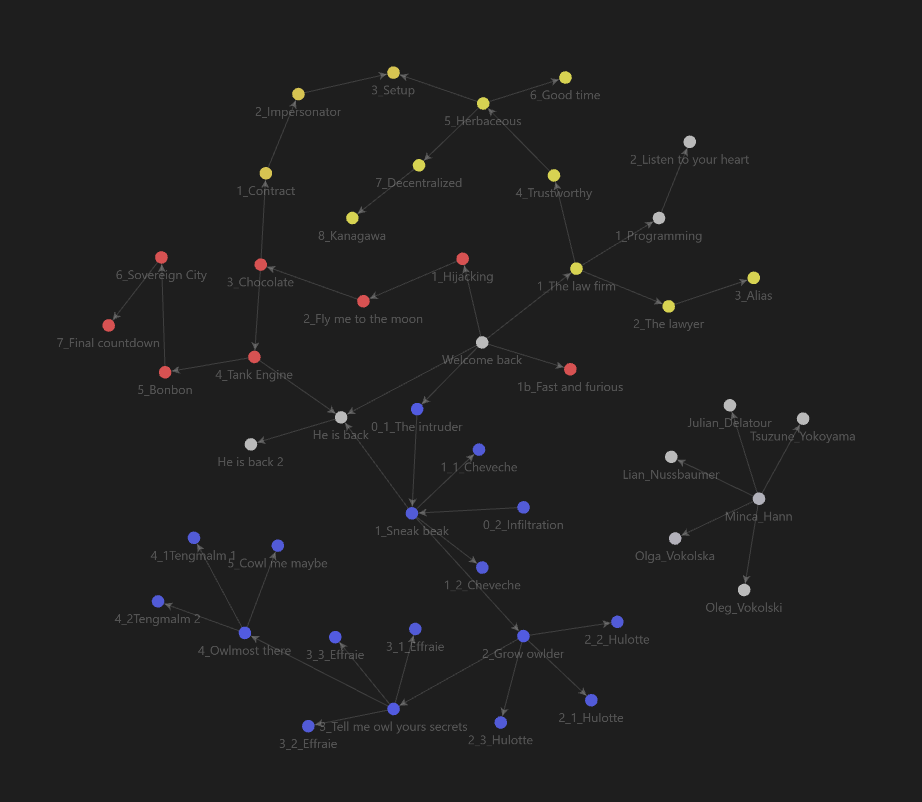 3_Setup
6_Good time
2_Impersonator
5_Herbaceous
2_Listen to your heart
7_Decentralized
1_Contract
4_Trustworthy
8_Kanagawa
1_Programming
6_Sovereign City
3_Chocolate
1_Hijacking
1_The law firm
3_Alias
2_Fly me to the moon
2_The lawyer
7_Final countdown
Welcome back
4_Tank Engine
5_Bonbon
1b_Fast and furious
Julian_Delatour
0_1_The intruder
He is back
Tsuzune_Yokoyama
He is back 2
1_1_Cheveche
Lian_Nussbaumer
Minca_Hann
0_2_Infiltration
1_Sneak beak
4_1Tengmalm 1
Olga_Vokolska
5_Cowl me maybe
1_2_Cheveche
Oleg_Vokolski
4_2Tengmalm 2
2_2_Hulotte
3_1_Effraie
4_Owlmost there
3_3_Effraie
2_Grow owlder
2_1_Hulotte
3_Tell me owl yours secrets
2_3_Hulotte
3_2_Effraie